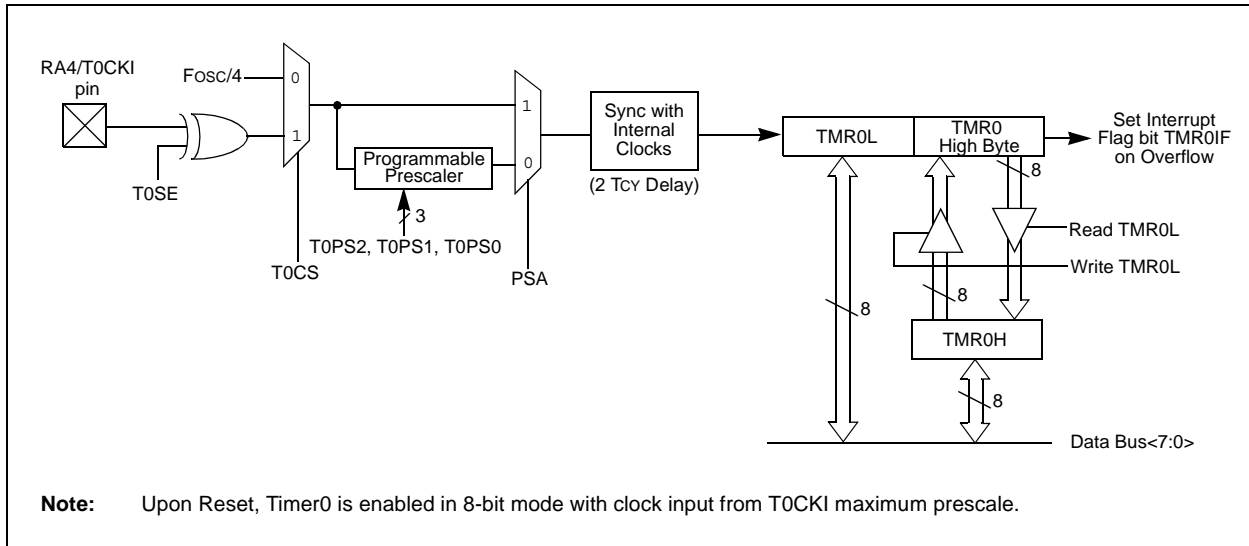 RA4/T0CKI
pin
FOSC/4
0
1
T0SE
T0CS
Programmable
Prescaler
3
T0PS2, T0PS1, T0PS0
1
0
PSA
Sync with
Internal
Clocks
(2 TCY Delay)
TMR0L
TMR0
High Byte
Set Interrupt
Flag bit TMR0IF
on Overflow
8
Read TMR0L
Write TMR0L
8
8
TMR0H
8
Data Bus<7:0>
Note: Upon Reset, Timer0 is enabled in 8-bit mode with clock input from T0CKI maximum prescale.